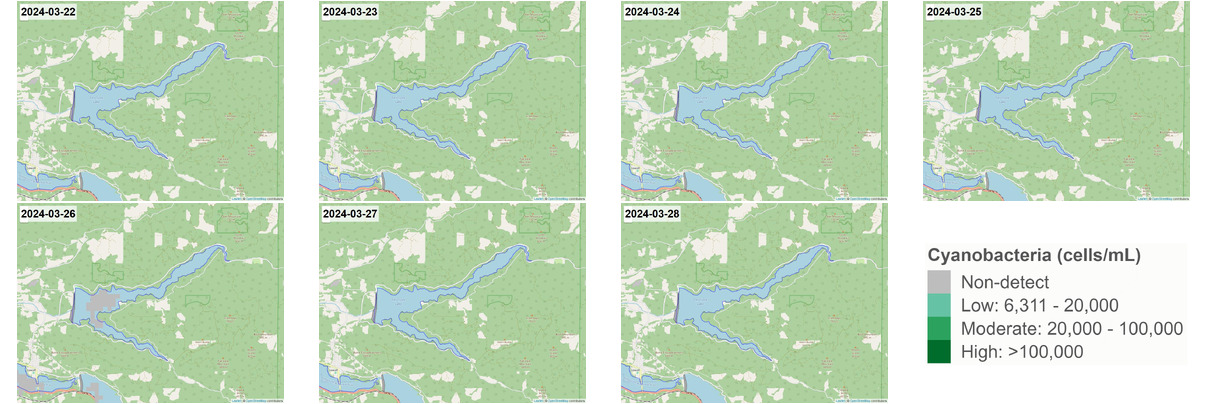 2024-03-22
2024-03-23
2024-03-24
2024-03-25
2024-03-26
2024-03-27
2024-03-28
Cyanobacteria (cells/mL)
Non-detect
Low: 6,311 - 20,000
Moderate: 20,000 - 100,000
High: >100,000